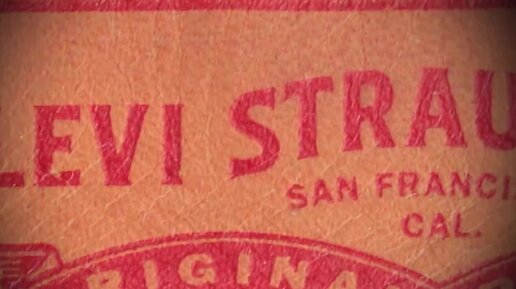 LEVI STRAU
SAN FRANCI
CAL.
RIGINA